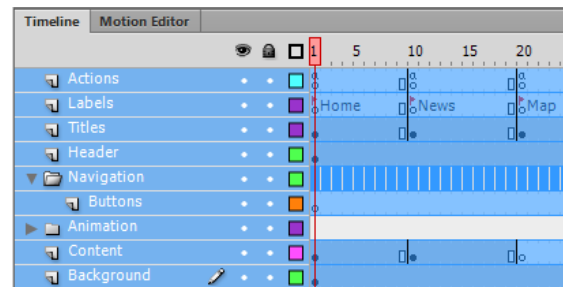 Timeline Motion Editor
1 5 10 15 20
a a a
Actions
Labels Home News Map
Titles
Header
Navigation
Buttons
Animation
Content
Background